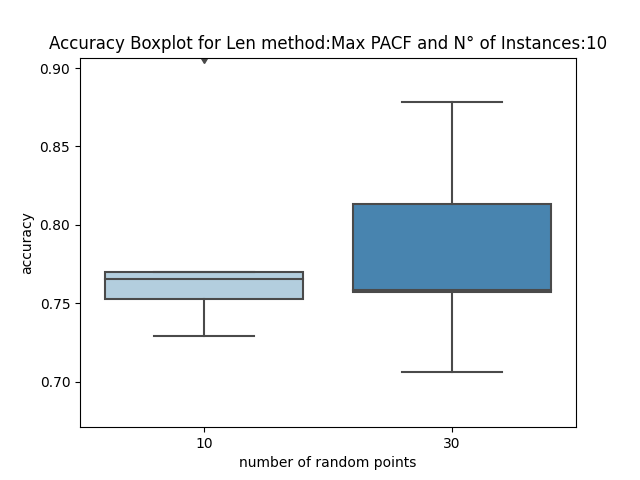 Accuracy Boxplot for Len method:Max PACF and N° of Instances:10
0.90
0.85
0.80
0.75
0.70
accuracy
10 30
number of random points